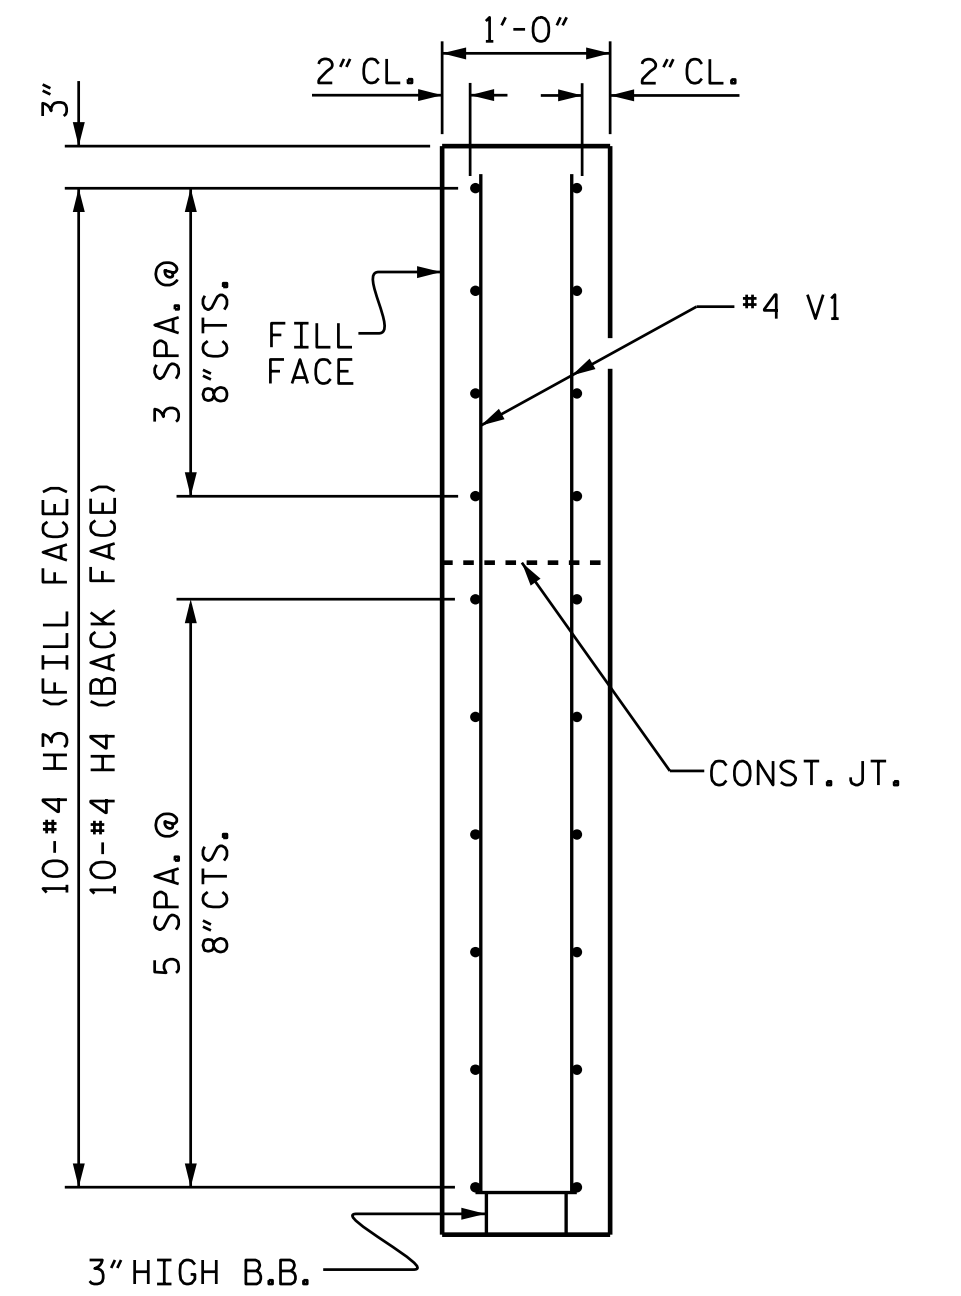 1'-0"
2" CL.
2" CL.
3"
3 SPA. @
8"CTS.
FILL
FACE
#4 V1
10-#4 H3 (FILL FACE)
10-#4 H4 (BACK FACE)
CONST. JT.
5 SPA. @
8"CTS.
3"HIGH B.B.